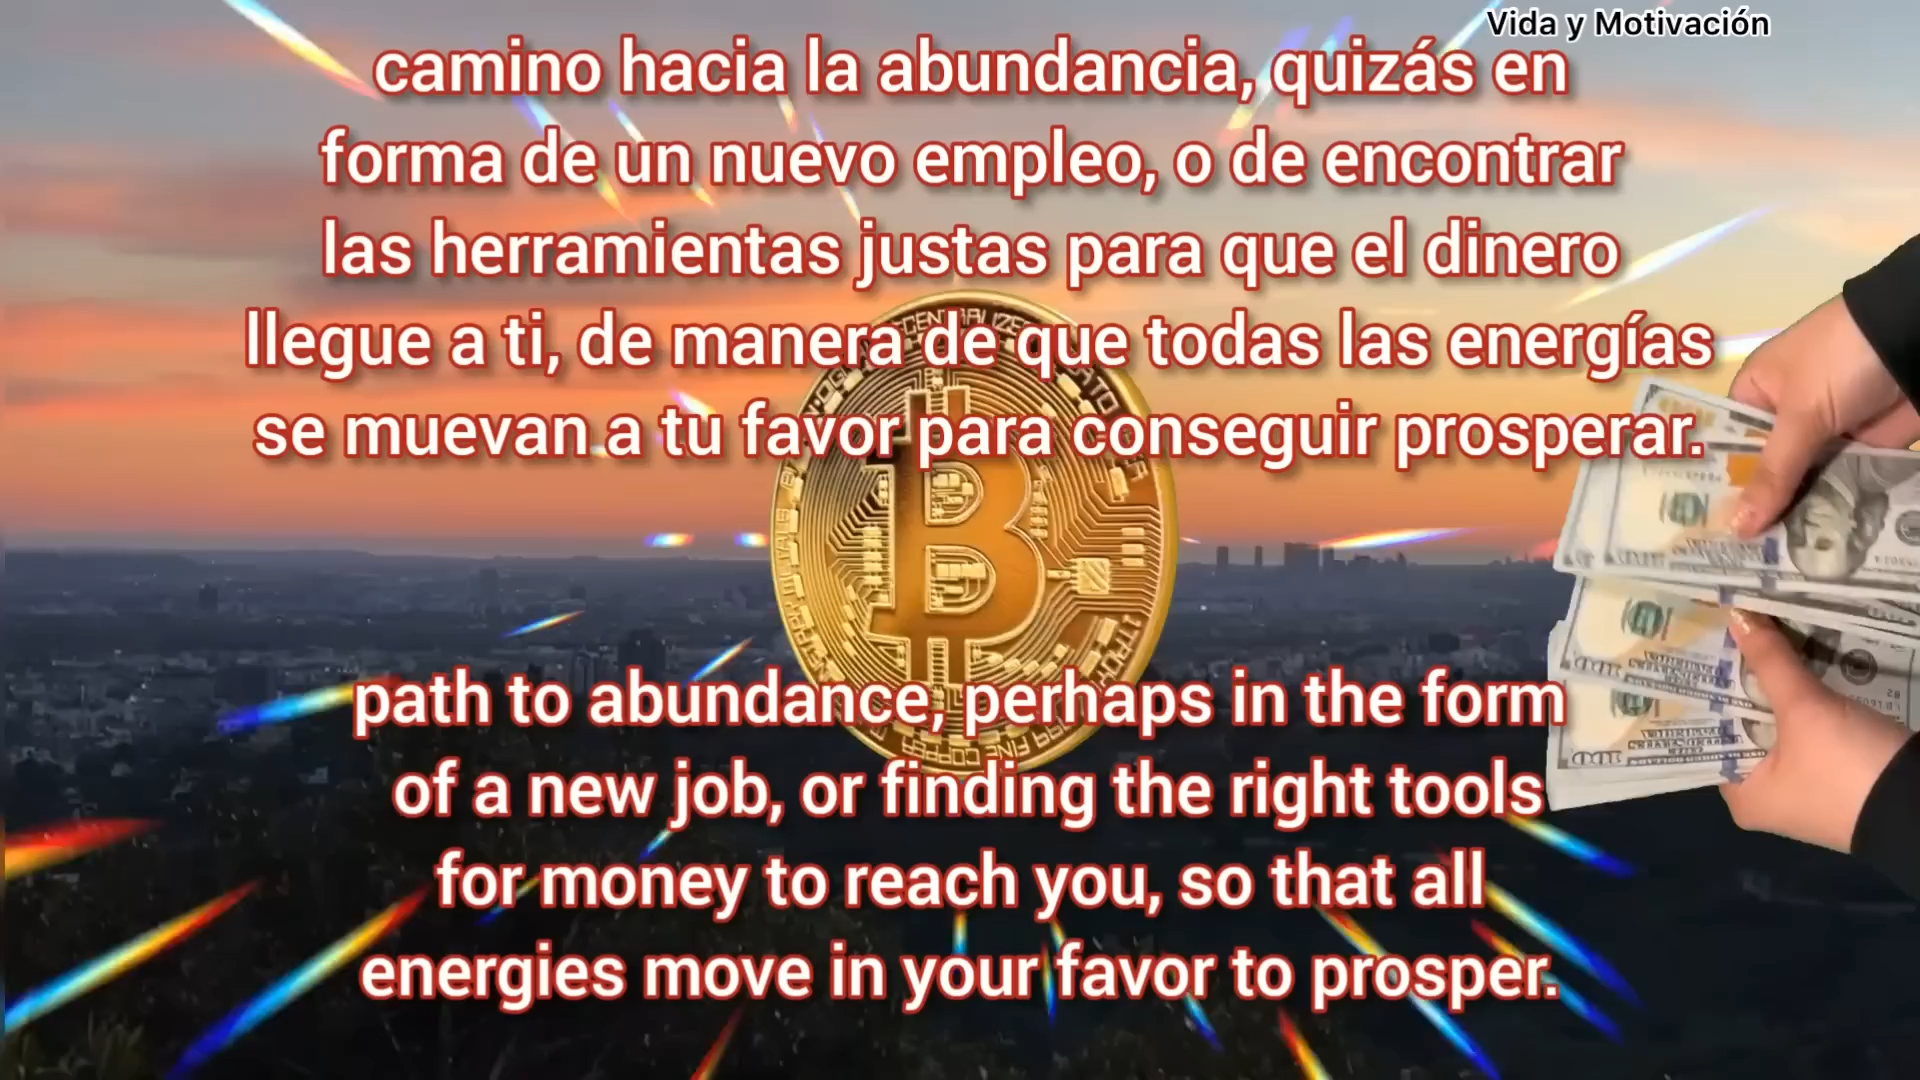 Vida y Motivación
camino hacia la abundancia, quizás en
forma de un nuevo empleo, o de encontrar
las herramientas justas para que el dinero
llegue a ti, de manera de que todas las energías
se muevan a tu favor para conseguir prosperar.
path to abundance, perhaps in the form
of a new job, or finding the right tools
for money to reach you, so that all
energies move in your favor to prosper.